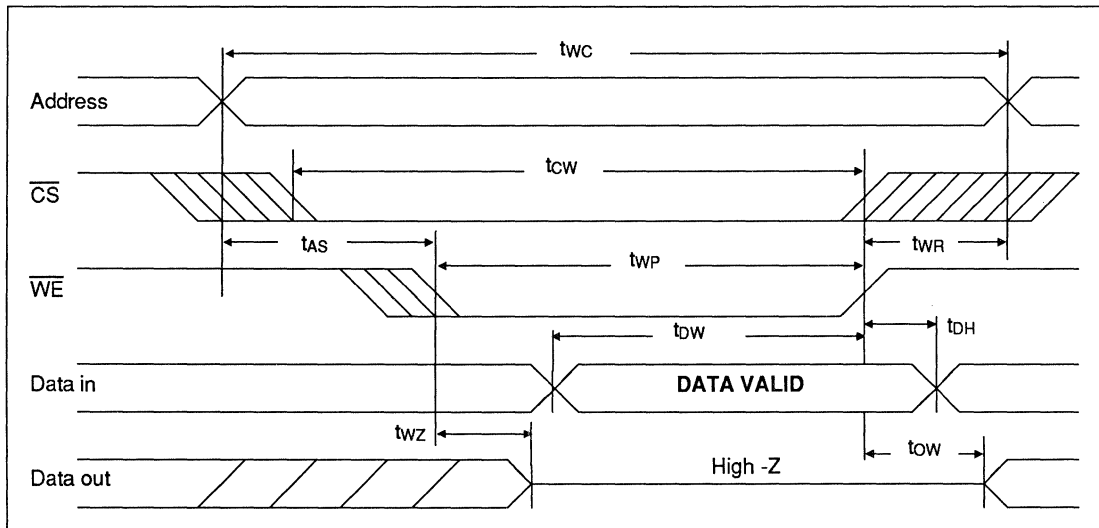 tWC
Address
tCW
CS
tAS
tWR
tWP
WE
tDW
tDH
Data in
DATA VALID
tWZ
tOW
High -Z
Data out